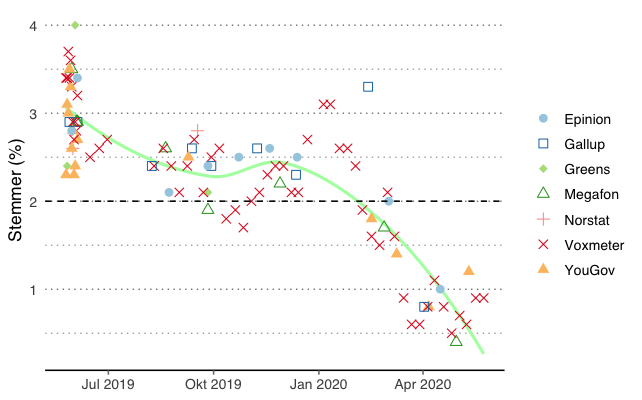 4
3
2
1
Stemmer (%)
Jul 2019
Okt 2019
Jan 2020
Apr 2020
Epinion
Gallup
Greens
Megafon
Norstat
Voxmeter
YouGov